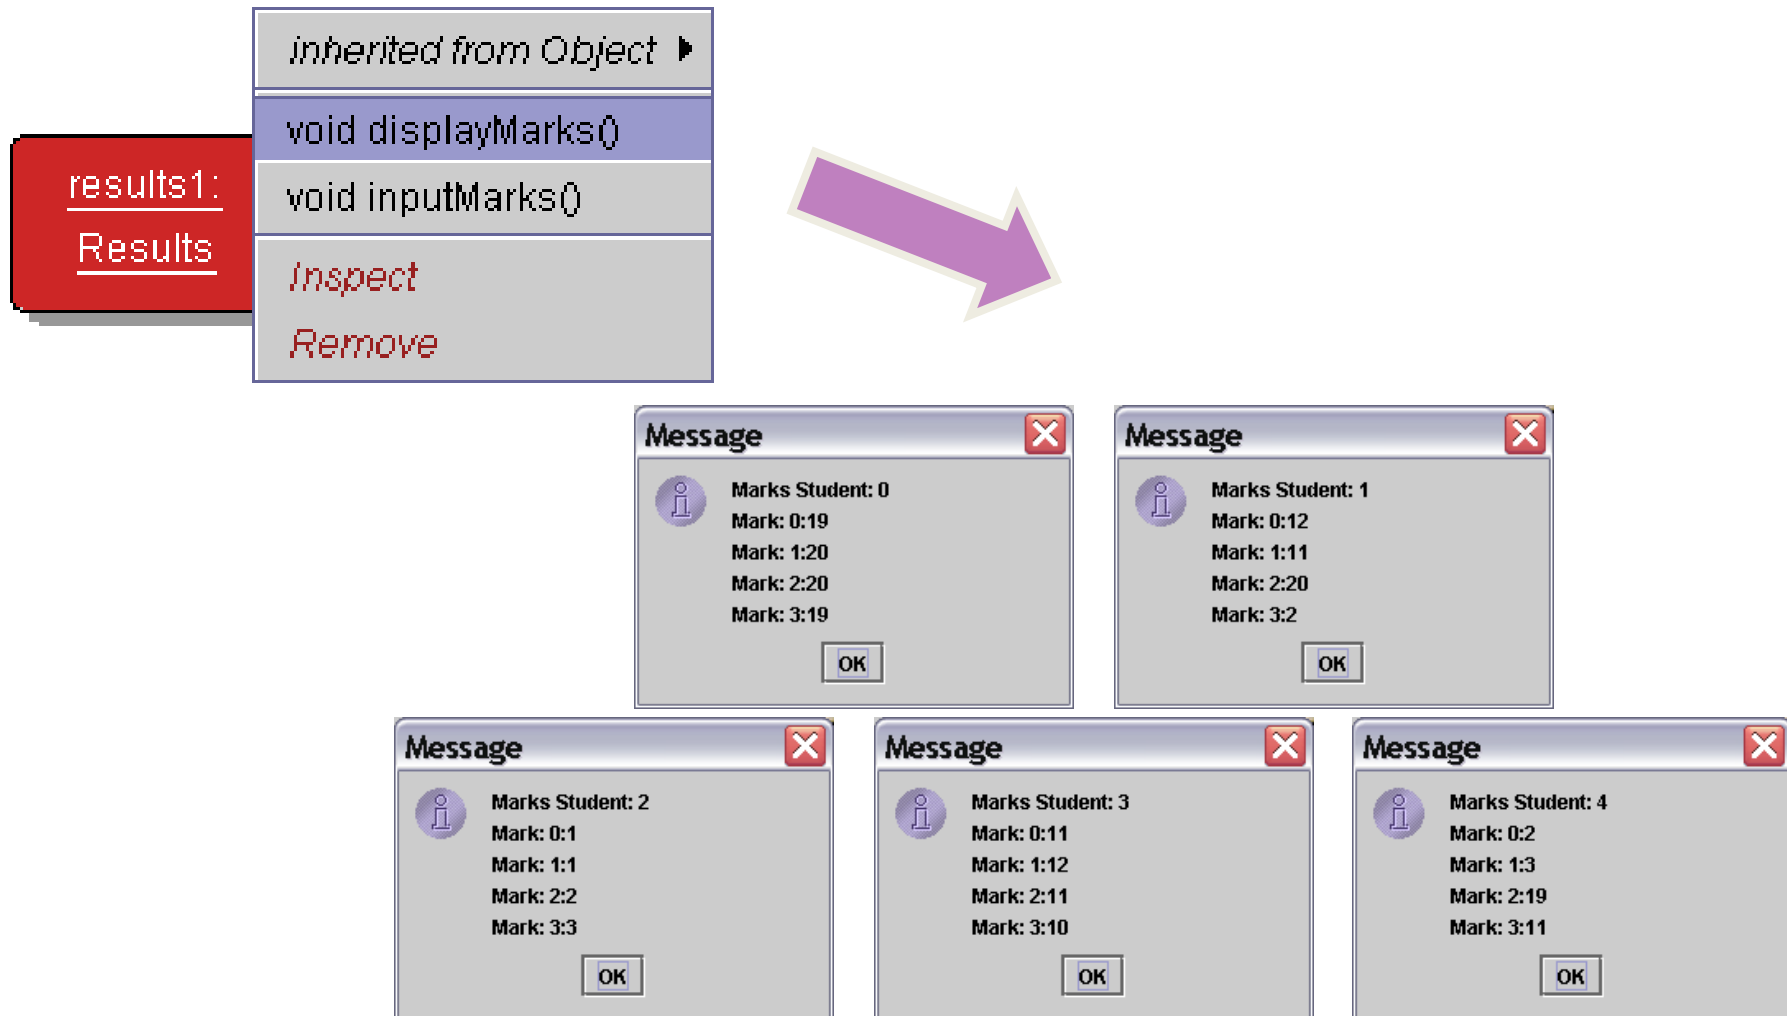 inherited from Object
void displayMarks()
void inputMarks()
Inspect
Remove
results1:
Results
Message
Marks Student: 0
Mark: 0:19
Mark: 1:20
Mark: 2:20
Mark: 3:19
OK
Message
Marks Student: 1
Mark: 0:12
Mark: 1:11
Mark: 2:20
Mark: 3:2
OK
Message
Marks Student: 2
Mark: 0:1
Mark: 1:1
Mark: 2:2
Mark: 3:3
OK
Message
Marks Student: 3
Mark: 0:11
Mark: 1:12
Mark: 2:11
Mark: 3:10
OK
Message
Marks Student: 4
Mark: 0:2
Mark: 1:3
Mark: 2:19
Mark: 3:11
OK